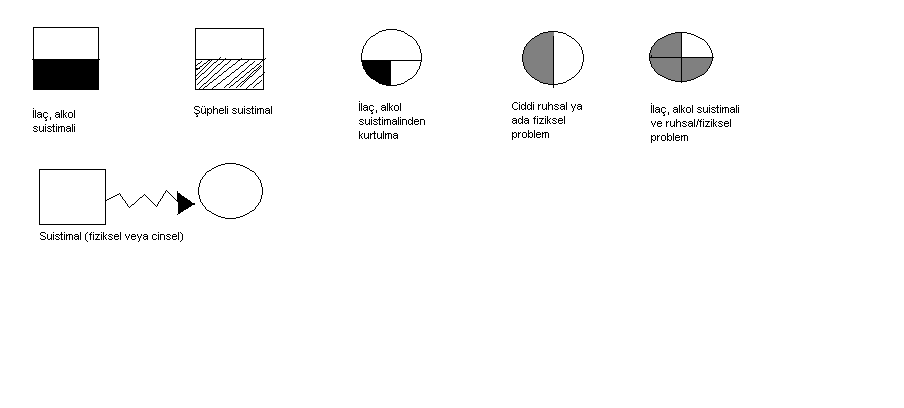 İlaç, alkol
suistimali
Şüpheli suistimal
İlaç, alkol
suistimalinden
kurtulma
Ciddi ruhsal ya
ada fiziksel
problem
İlaç, alkol suistimali
ve ruhsal/fiziksel
problem
Suistimal (fiziksel veya cinsel)